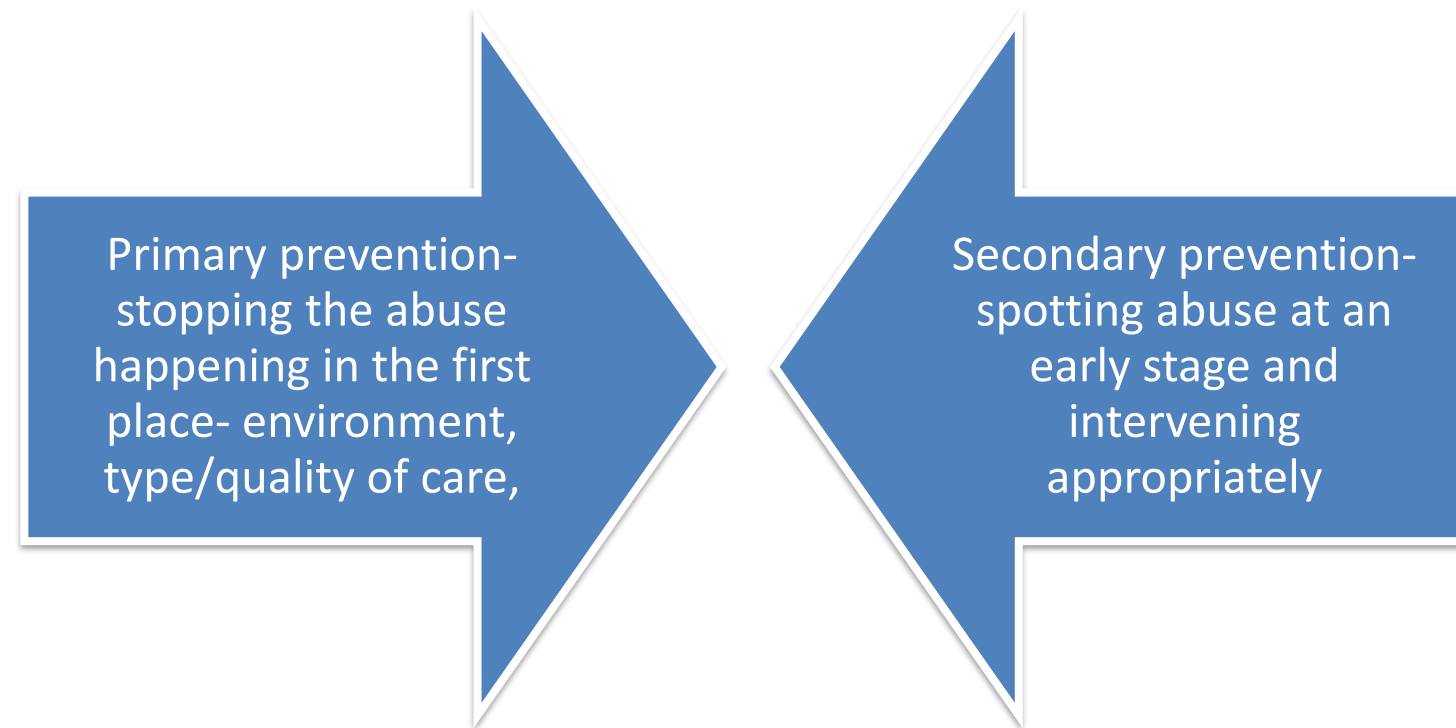 Primary prevention-
stopping the abuse
happening in the first
place- environment,
type/quality of care,
Secondary prevention-
spotting abuse at an
early stage and
intervening
appropriately